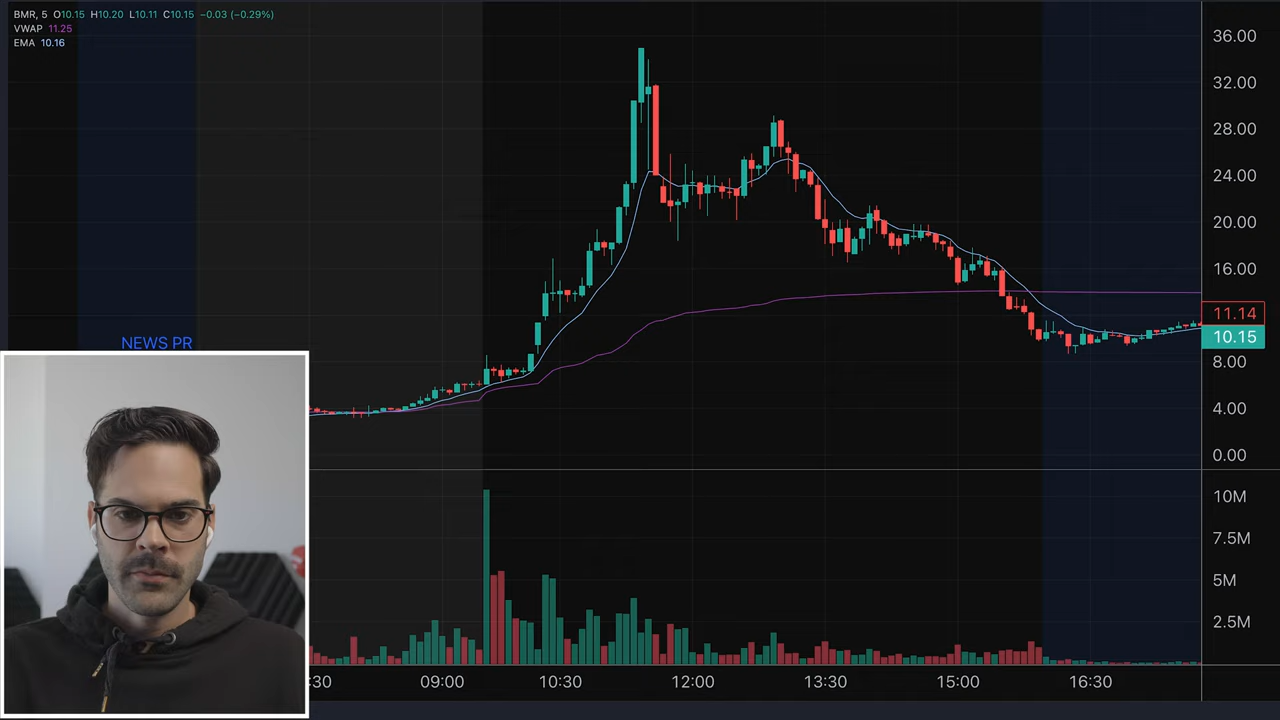 BMR, 5 O10.15 H10.20 L10.11 C10.15 −0.03 (−0.29%)
VWAP 11.25
EMA 10.16
36.00
32.00
28.00
24.00
20.00
16.00
11.14
10.15
8.00
4.00
0.00
NEWS PR
10M
7.5M
5M
2.5M
:30 09:00 10:30 12:00 13:30 15:00 16:30